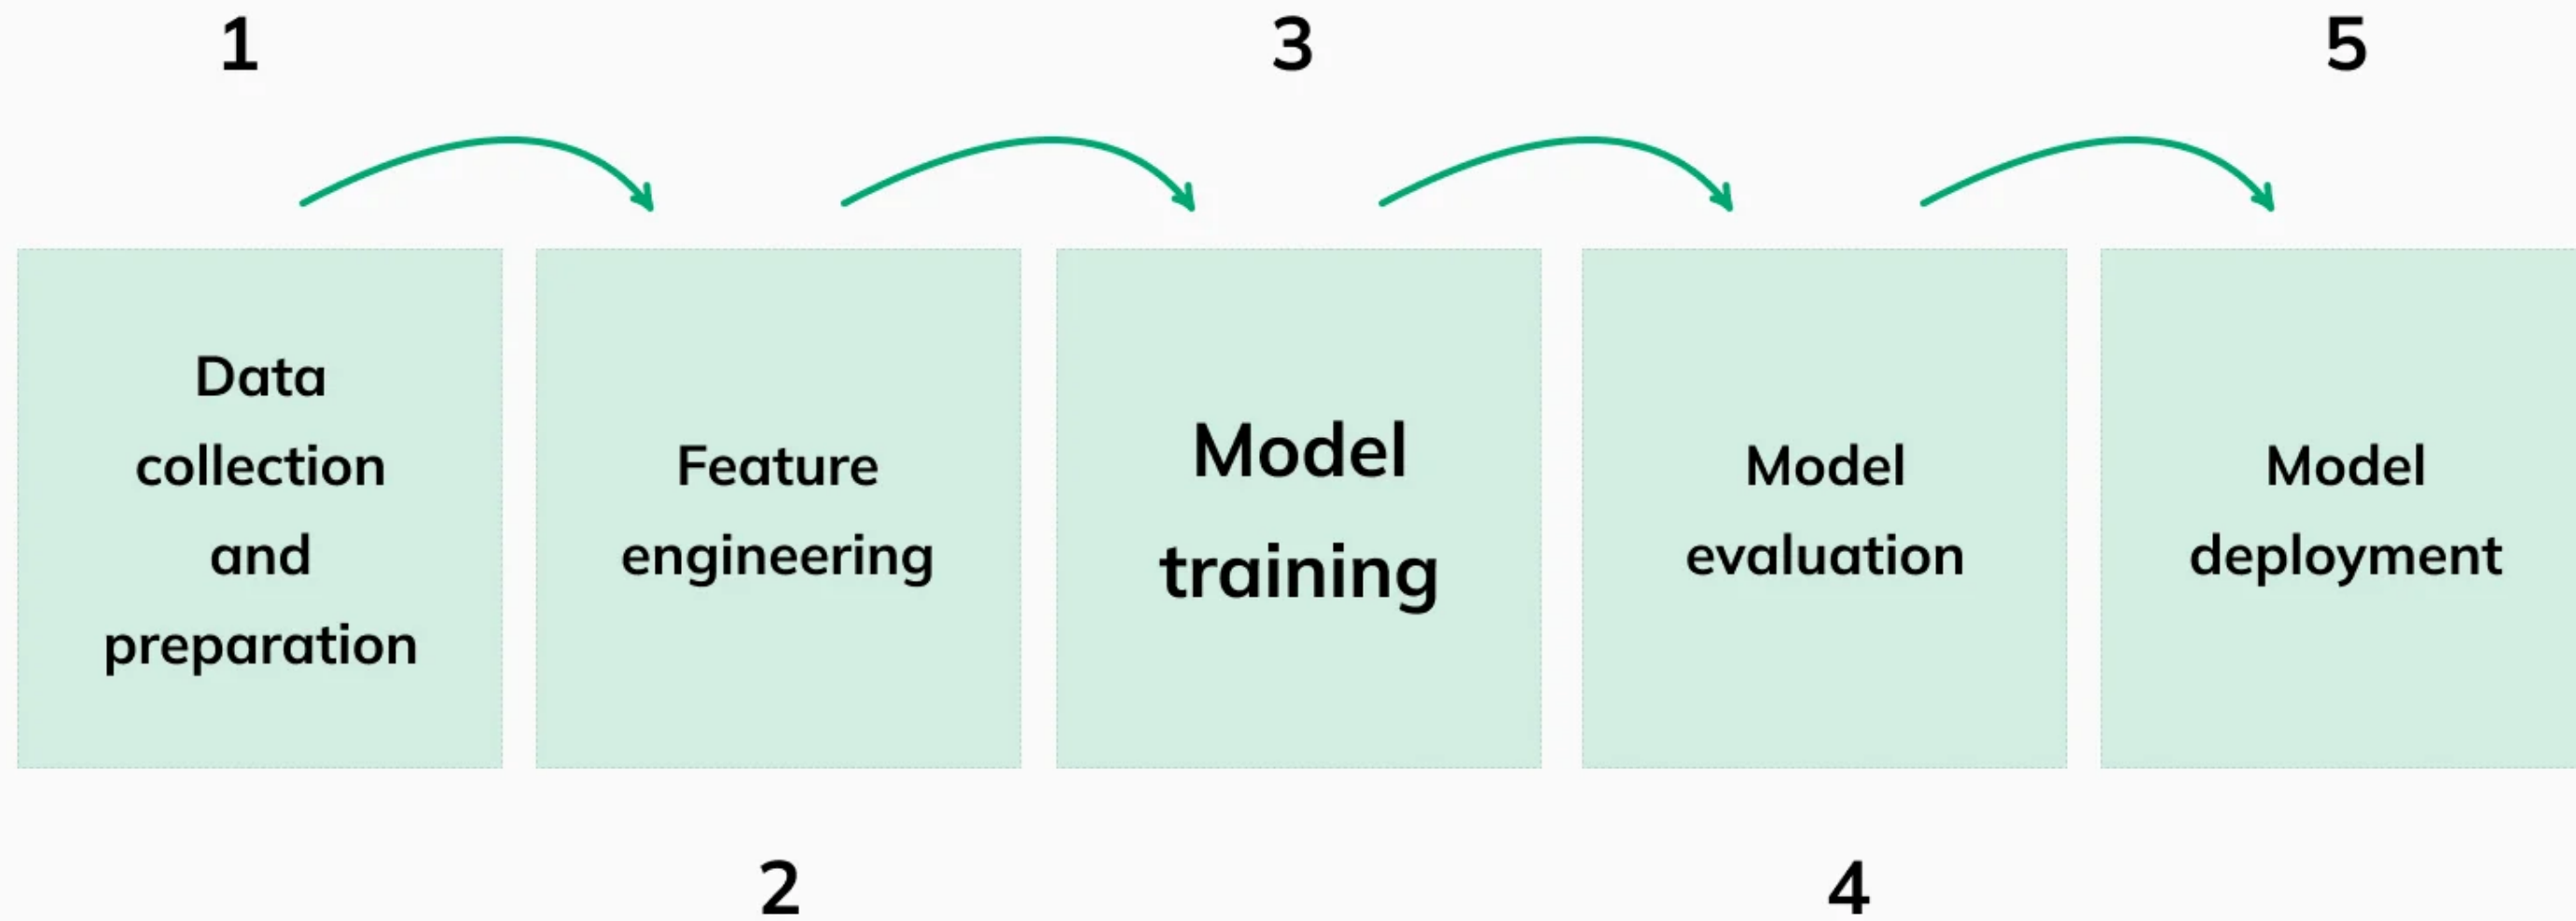 1
3
5
Data
collection
and
preparation
Feature
engineering
Model
training
Model
evaluation
Model
deployment
2
4